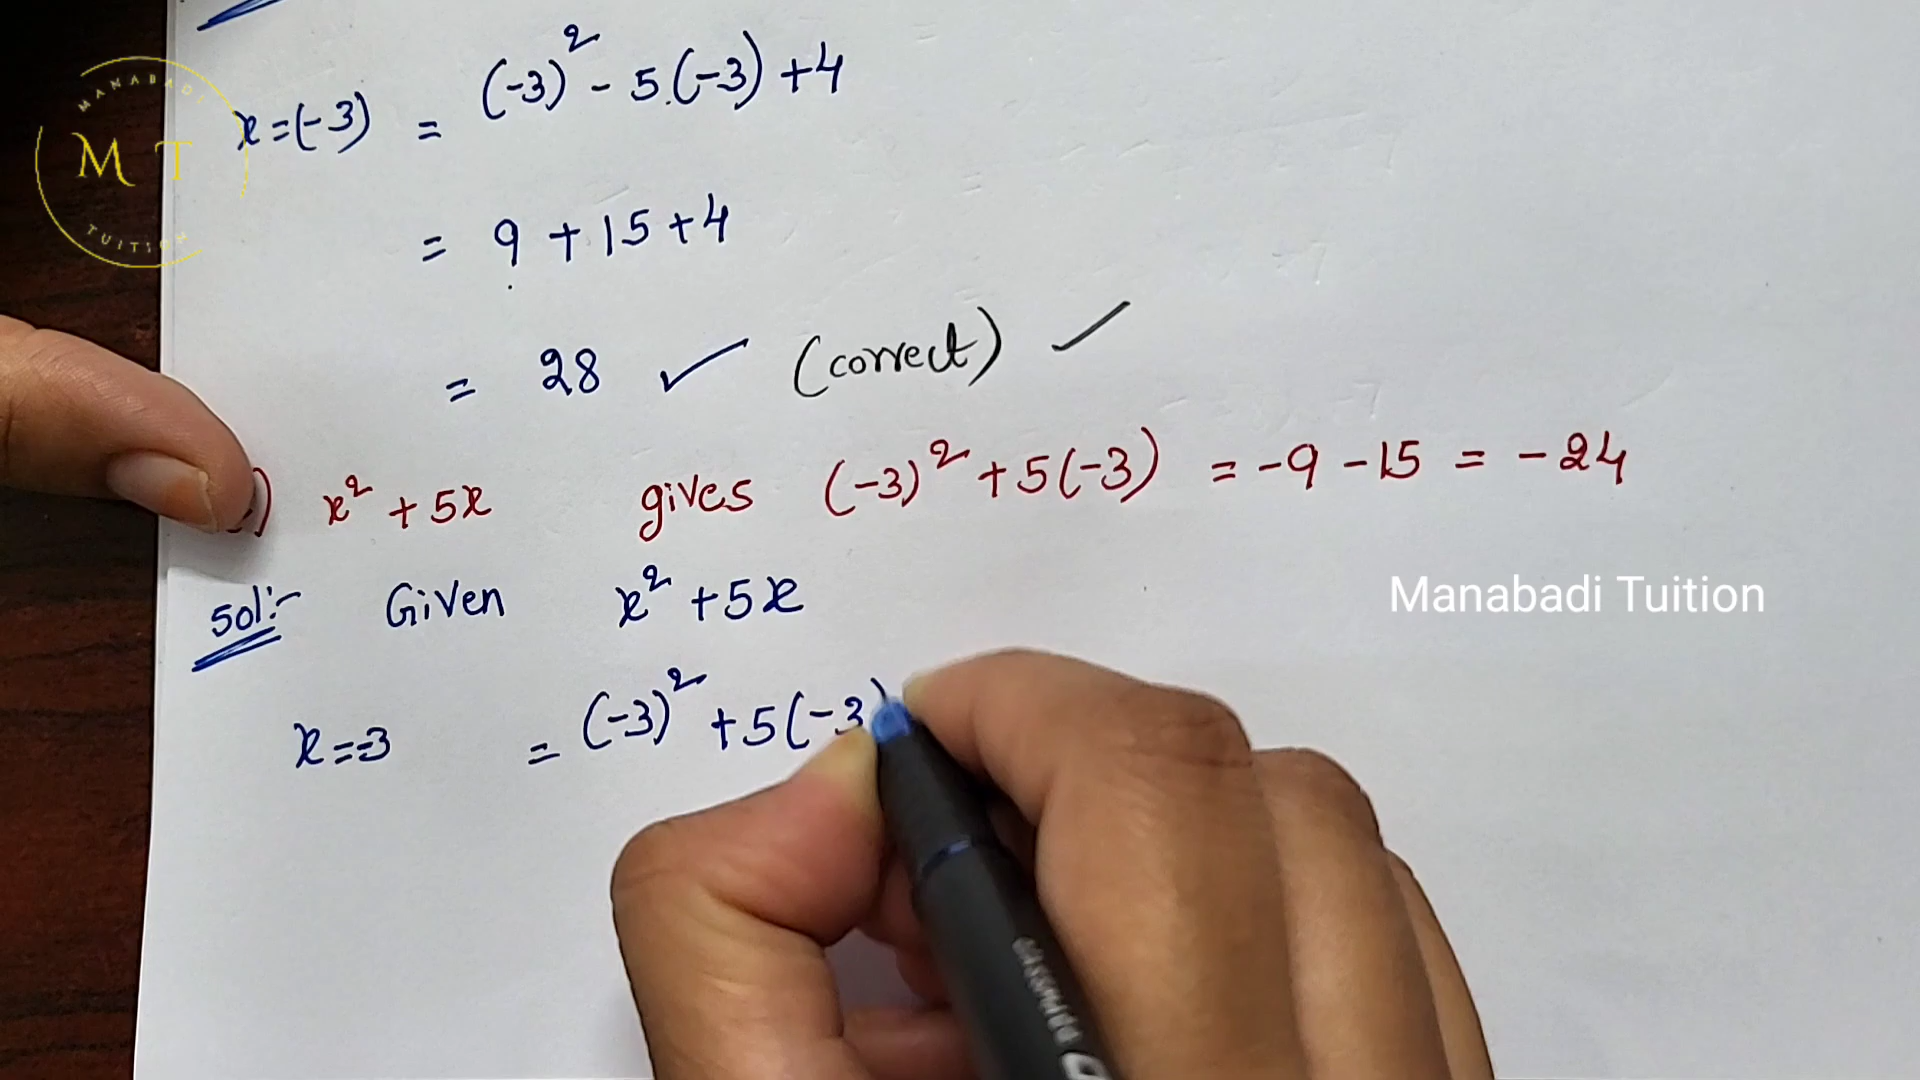 MANABADI
M T
TUITION
x=(-3) = (-3)² - 5.(-3) +4
= 9 + 15 + 4
= 28 ✓ (correct) ✓
) x² + 5x gives (-3)² + 5(-3) = -9 - 15 = -24
Sol:- Given x² + 5x
Manabadi Tuition
x=-3 = (-3)² + 5(-3)